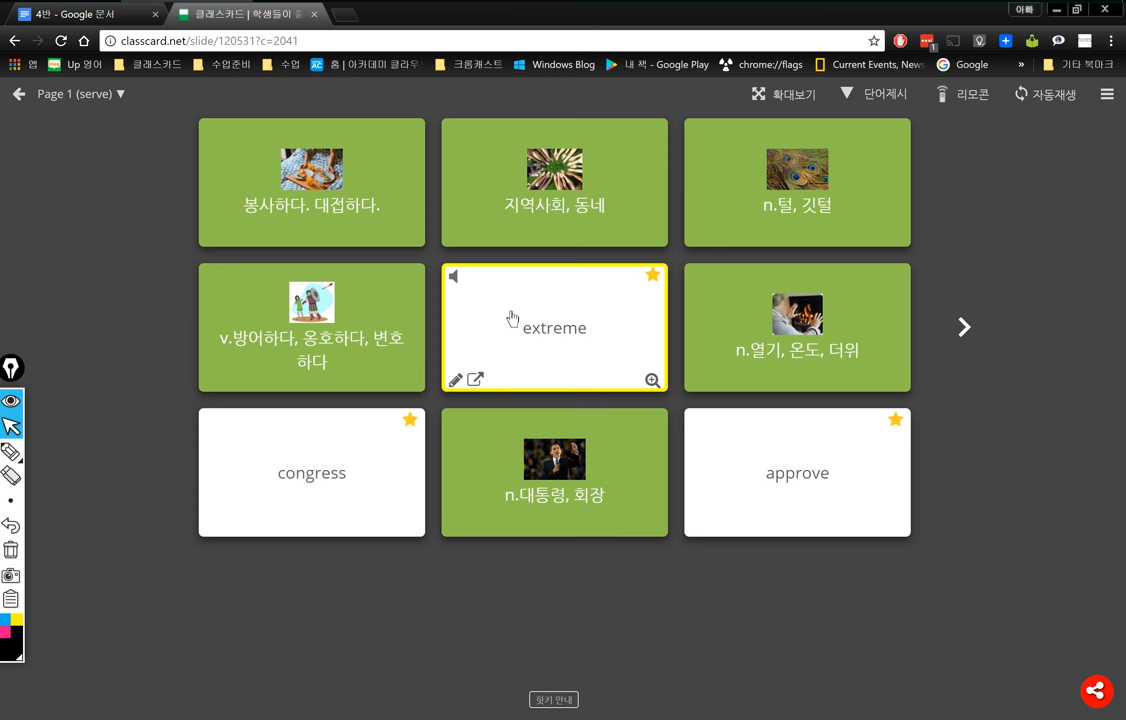 아빠
4반 - Google 문서
클래스카드 | 학생들이 좋
classcard.net/slide/120531?c=2041
1
앱
Up 영어
클래스카드
수업준비
수업
홈 | 아카데미 클라우
크롬캐스트
Windows Blog
내 책 - Google Play
chrome://flags
Current Events, News
Google
»
기타 북마크
Page 1 (serve) ▼
확대보기
단어제시
리모콘
자동재생
봉사하다. 대접하다.
지역사회, 동네
n.털, 깃털
v.방어하다, 옹호하다, 변호
하다
extreme
n.열기, 온도, 더위
congress
n.대통령, 회장
approve
핫키 안내